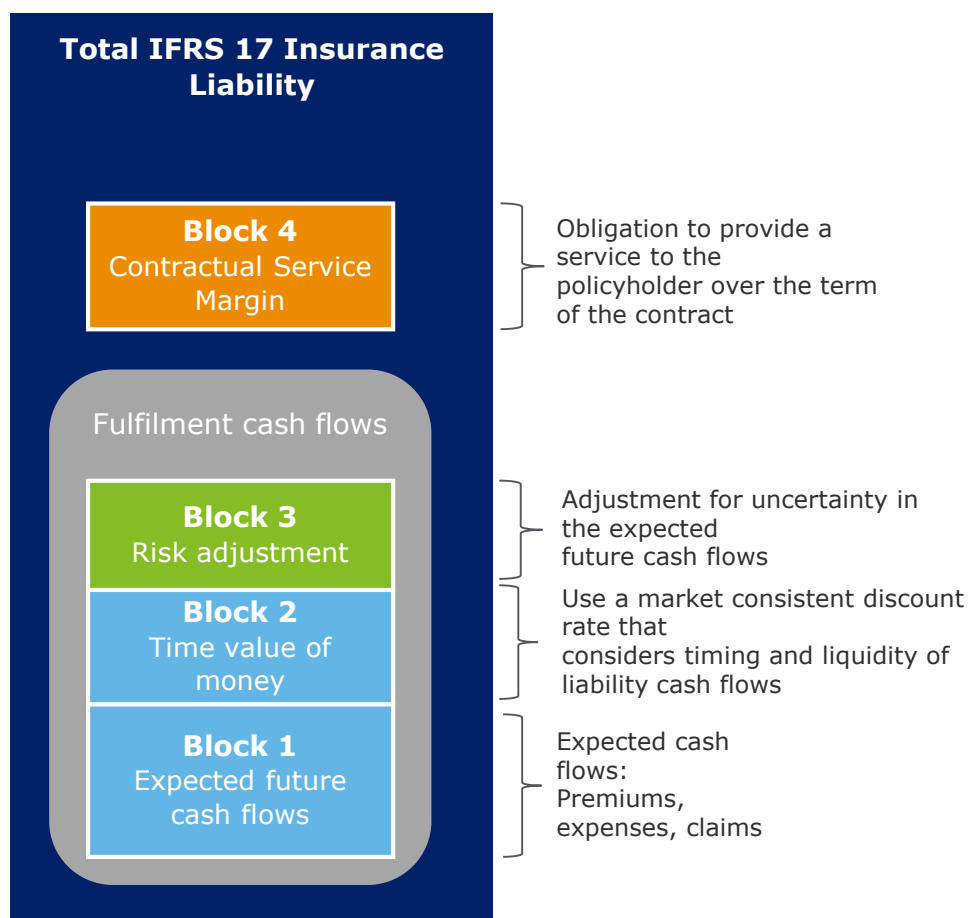 Total IFRS 17 Insurance
Liability
Block 4
Contractual Service
Margin
Obligation to provide a
service to the
policyholder over the term
of the contract
Fulfilment cash flows
Block 3
Risk adjustment
Adjustment for uncertainty in
the expected
future cash flows
Block 2
Time value of
money
Use a market consistent discount
rate that
considers timing and liquidity of
liability cash flows
Block 1
Expected future
cash flows
Expected cash
flows:
Premiums,
expenses, claims